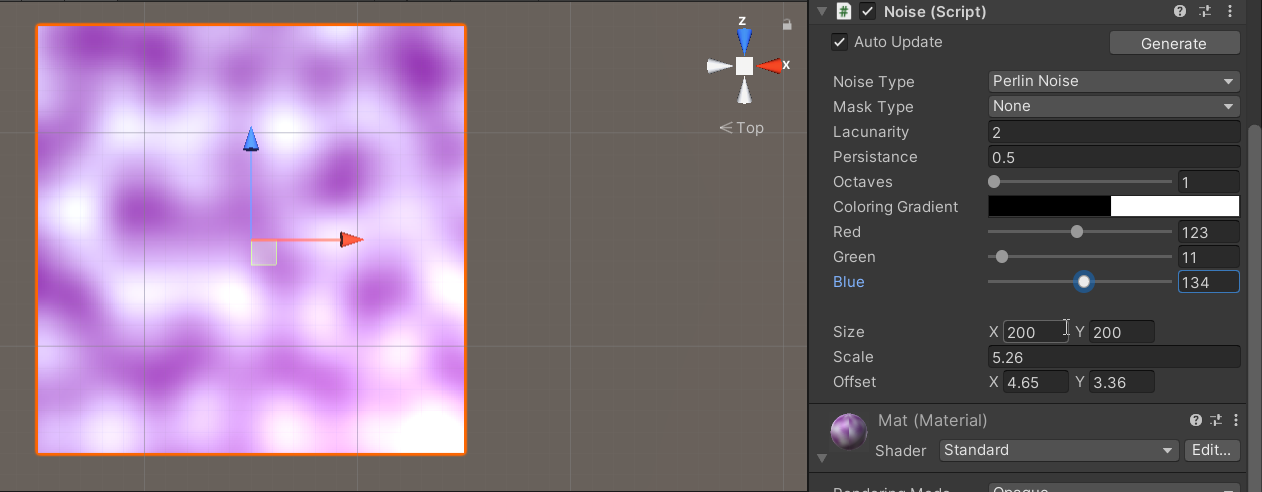 z
x
Top
Noise (Script)
Auto Update
Generate
Noise Type Perlin Noise
Mask Type None
Lacunarity 2
Persistance 0.5
Octaves 1
Coloring Gradient
Red 123
Green 11
Blue 134
Size X 200 Y 200
Scale 5.26
Offset X 4.65 Y 3.36
Mat (Material)
Shader Standard Edit...
Rendering Mode Opaque